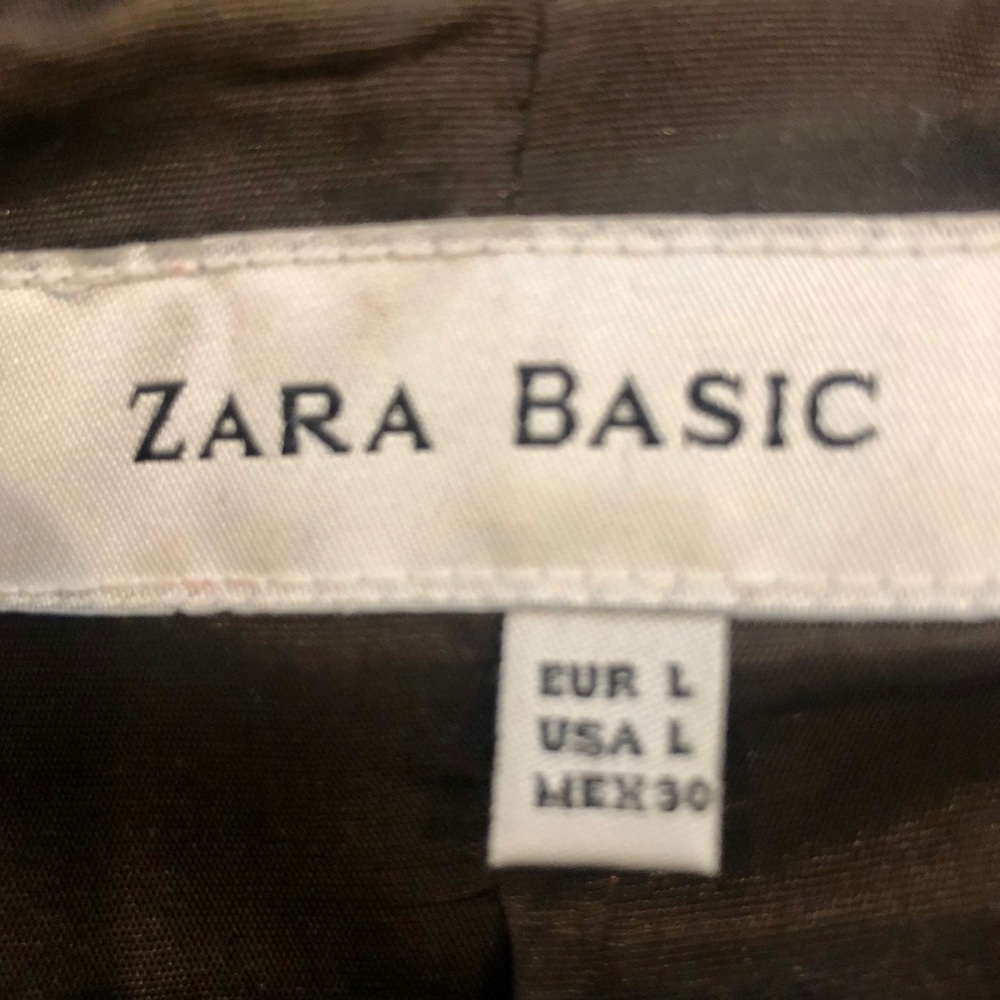 ZARA BASIC
EUR L
USA L
MEX 30